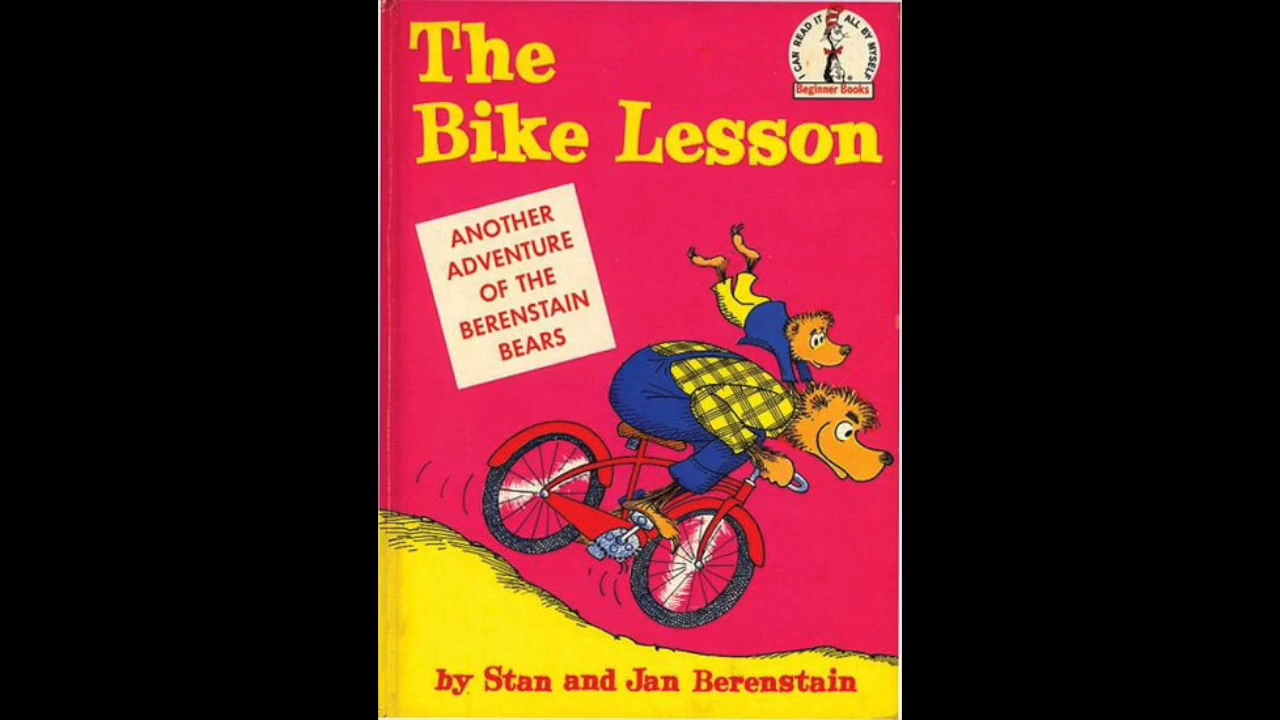 The
Bike Lesson
I CAN READ IT ALL BY MYSELF
Beginner Books
ANOTHER
ADVENTURE
OF THE
BERENSTAIN
BEARS
by Stan and Jan Berenstain